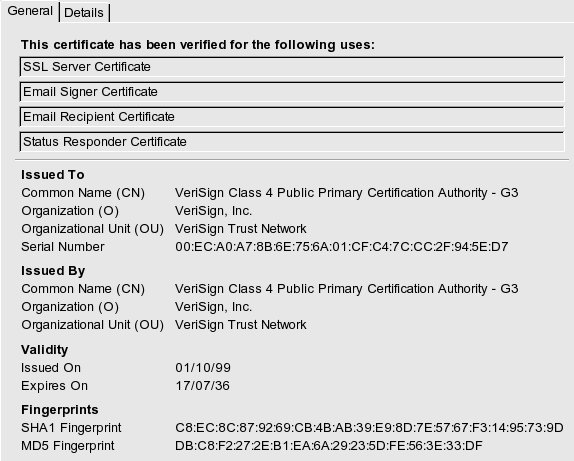 General Details
This certificate has been verified for the following uses:
SSL Server Certificate
Email Signer Certificate
Email Recipient Certificate
Status Responder Certificate
Issued To
Common Name (CN) VeriSign Class 4 Public Primary Certification Authority - G3
Organization (O) VeriSign, Inc.
Organizational Unit (OU) VeriSign Trust Network
Serial Number 00:EC:A0:A7:8B:6E:75:6A:01:CF:C4:7C:CC:2F:94:5E:D7
Issued By
Common Name (CN) VeriSign Class 4 Public Primary Certification Authority - G3
Organization (O) VeriSign, Inc.
Organizational Unit (OU) VeriSign Trust Network
Validity
Issued On 01/10/99
Expires On 17/07/36
Fingerprints
SHA1 Fingerprint C8:EC:8C:87:92:69:CB:4B:AB:39:E9:8D:7E:57:67:F3:14:95:73:9D
MD5 Fingerprint DB:C8:F2:27:2E:B1:EA:6A:29:23:5D:FE:56:3E:33:DF